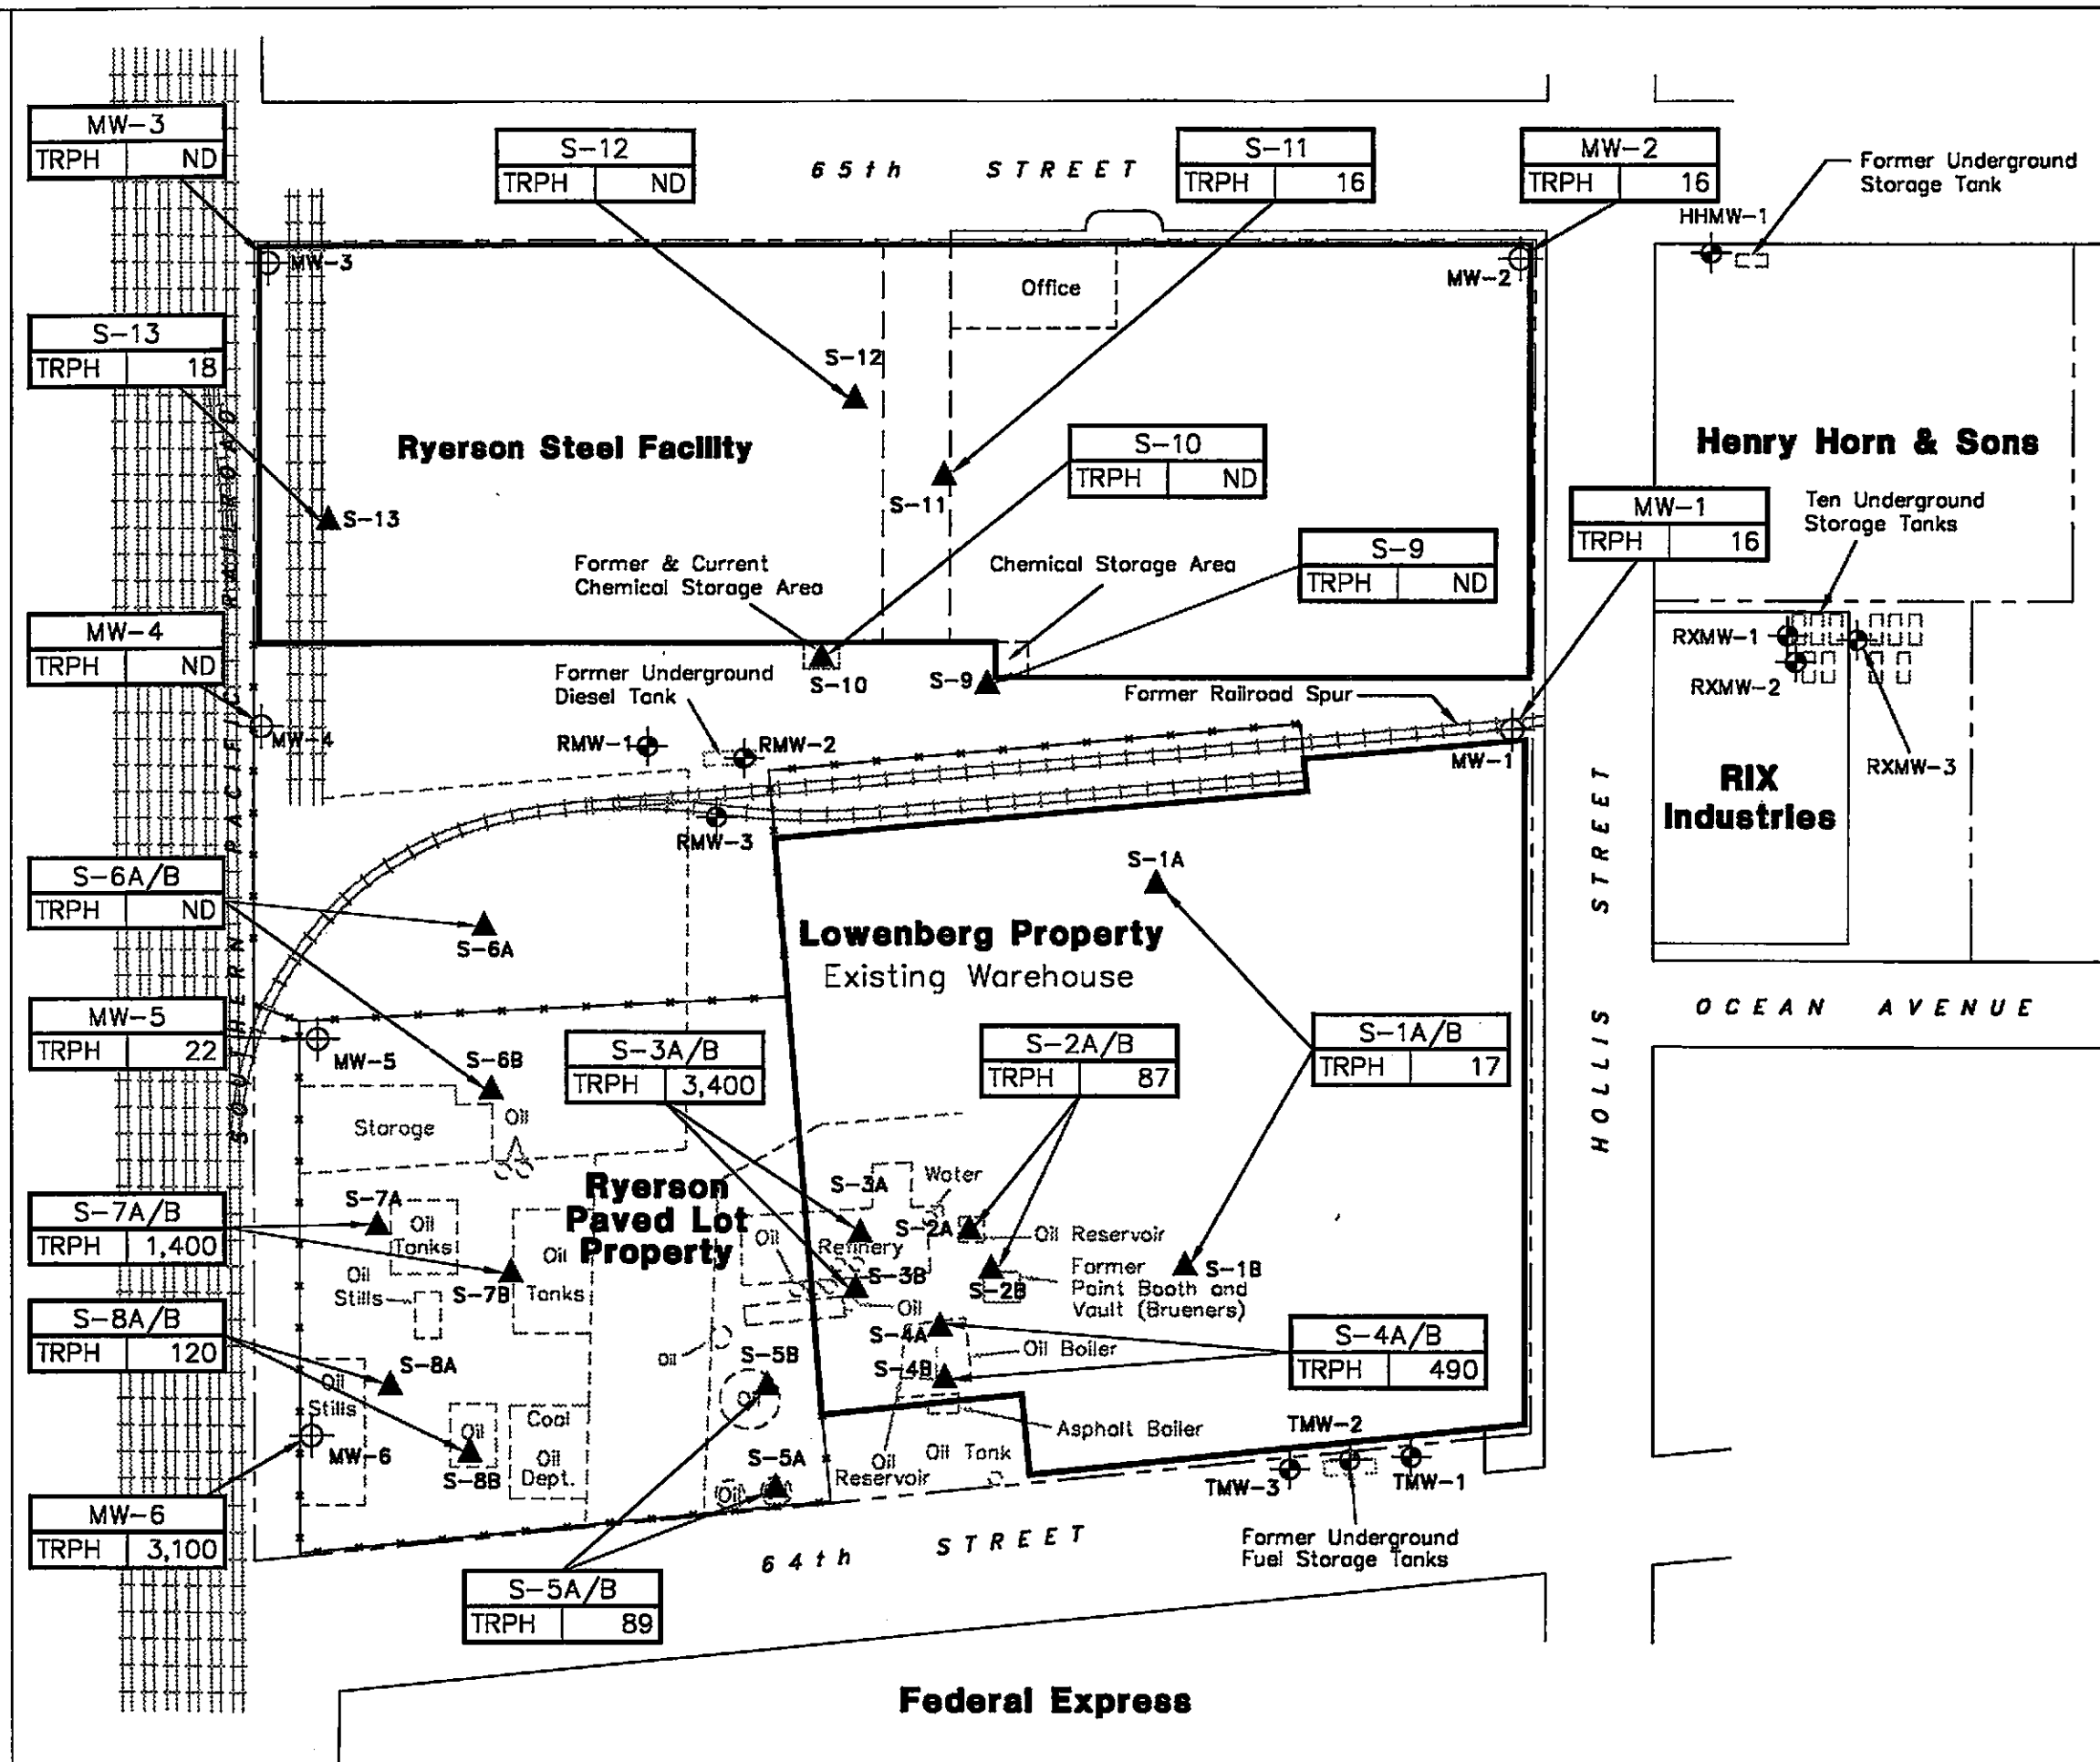 MW-3
TRPH ND
S-12
TRPH ND
65th STREET
S-11
TRPH 16
MW-2
TRPH 16
Former Underground
Storage Tank
HHMW-1
MW-3
MW-2
Office
S-13
TRPH 18
S-12
Ryerson Steel Facility
S-10
TRPH ND
Henry Horn & Sons
S-11
S-13
MW-1
TRPH 16
Ten Underground
Storage Tanks
Former & Current
Chemical Storage Area
Chemical Storage Area
S-9
TRPH ND
MW-4
TRPH ND
RXMW-1
RXMW-2
RXMW-3
Former Underground
Diesel Tank
S-10
S-9
Former Railroad Spur
MW-4
RMW-1
RMW-2
MW-1
RMW-3
RIX
Industries
SOUTHERN PACIFIC RAILROAD
HOLLIS STREET
S-6A/B
TRPH ND
S-1A
S-6A
Lowenberg Property
Existing Warehouse
OCEAN AVENUE
MW-5
TRPH 22
MW-5
S-6B
S-3A/B
TRPH 3,400
S-2A/B
TRPH 87
S-1A/B
TRPH 17
Storage
Oil
Ryerson
Paved Lot
Property
S-3A
Water
S-7A/B
TRPH 1,400
S-7A
Oil
Tanks
Oil
Tanks
S-7B
Oil
Stills
Oil
Refinery
S-2A
Oil Reservoir
S-3B
S-2B
Former
Paint Booth and
Vault (Brueners)
S-1B
Oil
S-8A/B
TRPH 120
S-4A
Oil Boiler
S-4B
S-4A/B
TRPH 490
Oil
S-5B
Oil
S-8A
Oil
Stills
Coal
Oil
Dept.
Oil
S-8B
Asphalt Boiler
MW-6
S-5A
Oil
Oil
Reservoir
Oil Tank
TMW-2
TMW-3
TMW-1
MW-6
TRPH 3,100
64th STREET
Former Underground
Fuel Storage Tanks
S-5A/B
TRPH 89
Federal Express